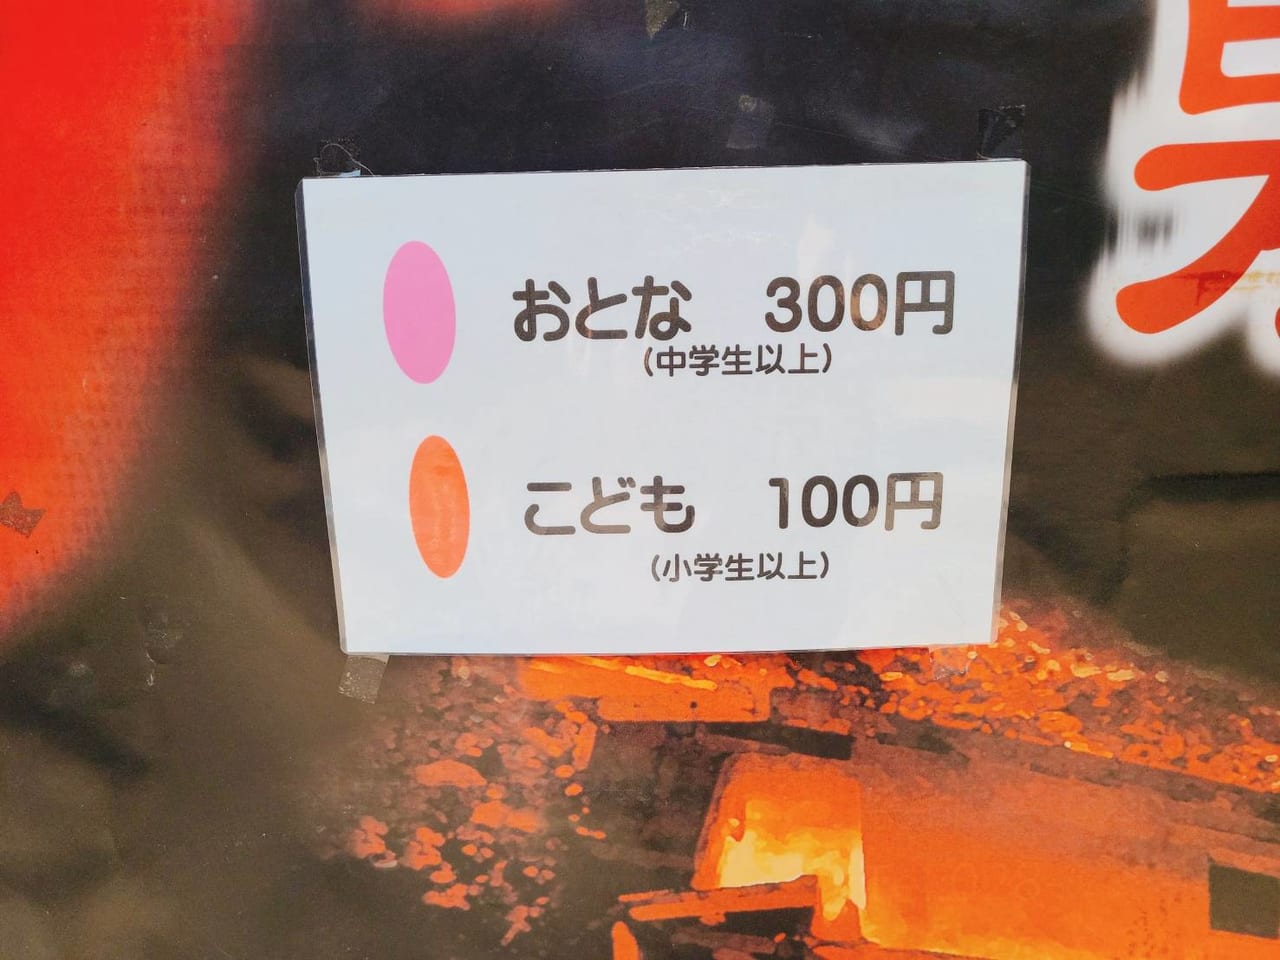 おとな 300円
(中学生以上)
こども 100円
(小学生以上)